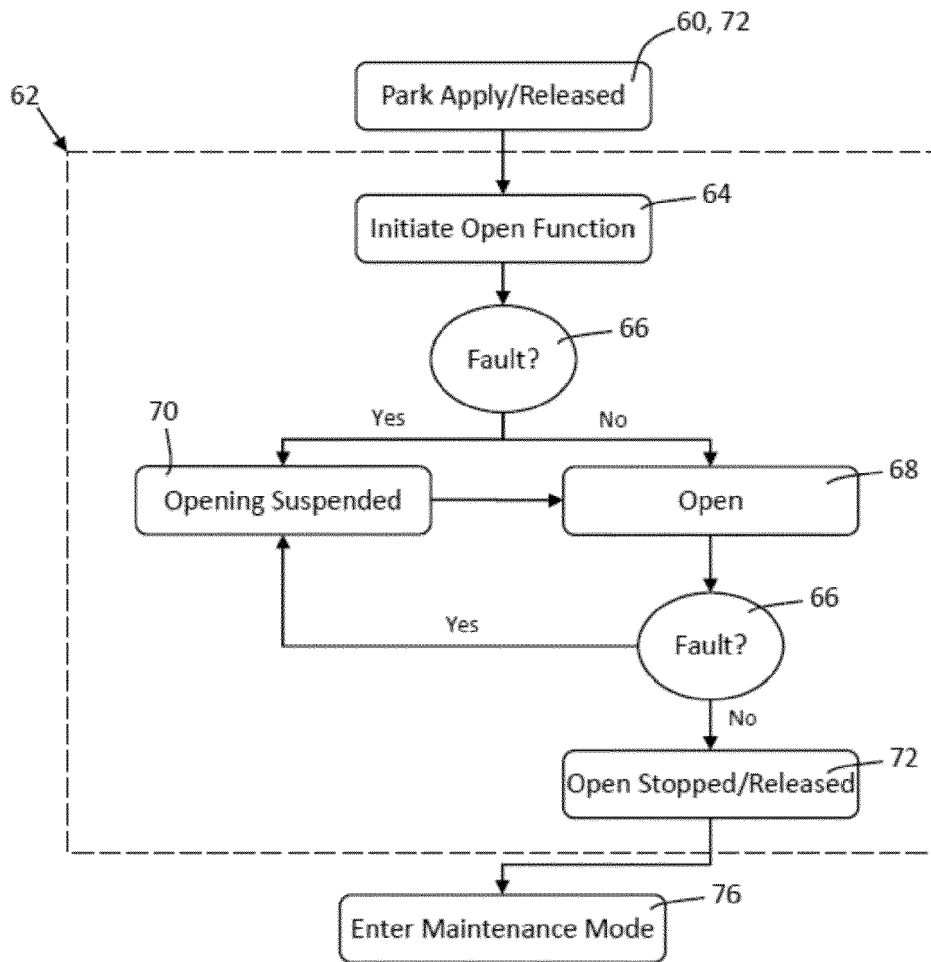 60, 72
Park Apply/Released
62
64
Initiate Open Function
66
Fault?
Yes
No
70
Opening Suspended
68
Open
66
Fault?
Yes
No
72
Open Stopped/Released
76
Enter Maintenance Mode